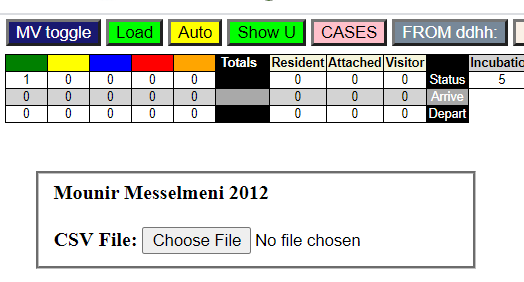 MV toggle Load Auto Show U CASES FROM ddhh:
Totals Resident Attached Visitor Incubatio
1 0 0 0 0 0 0 0 Status 5
0 0 0 0 0 0 0 0 Arrive
0 0 0 0 0 0 0 0 Depart
Mounir Messelmeni 2012
CSV File: Choose File No file chosen